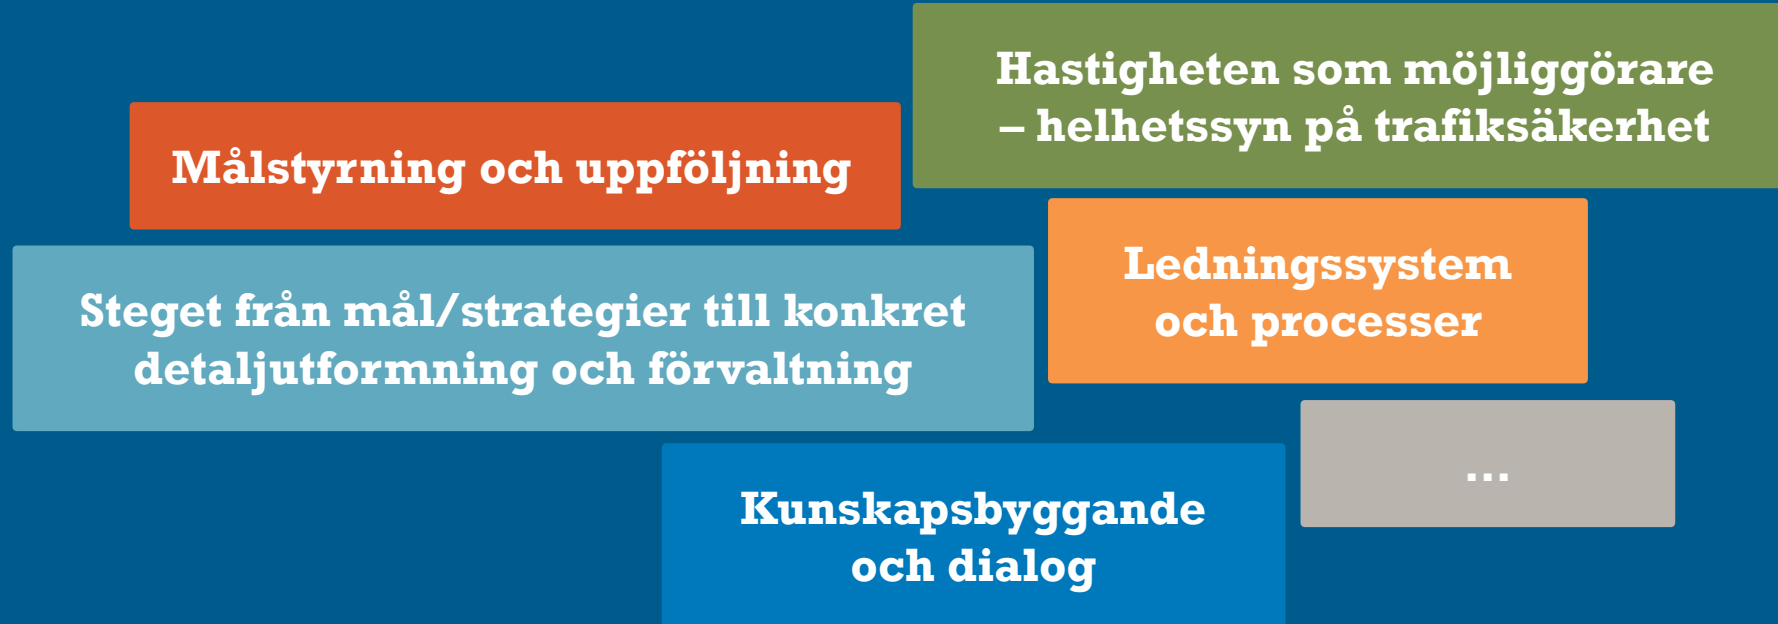 Hastigheten som möjliggörare
– helhetssyn på trafiksäkerhet
Målstyrning och uppföljning
Ledningssystem
och processer
Steget från mål/strategier till konkret
detaljutformning och förvaltning
...
Kunskapsbyggande
och dialog